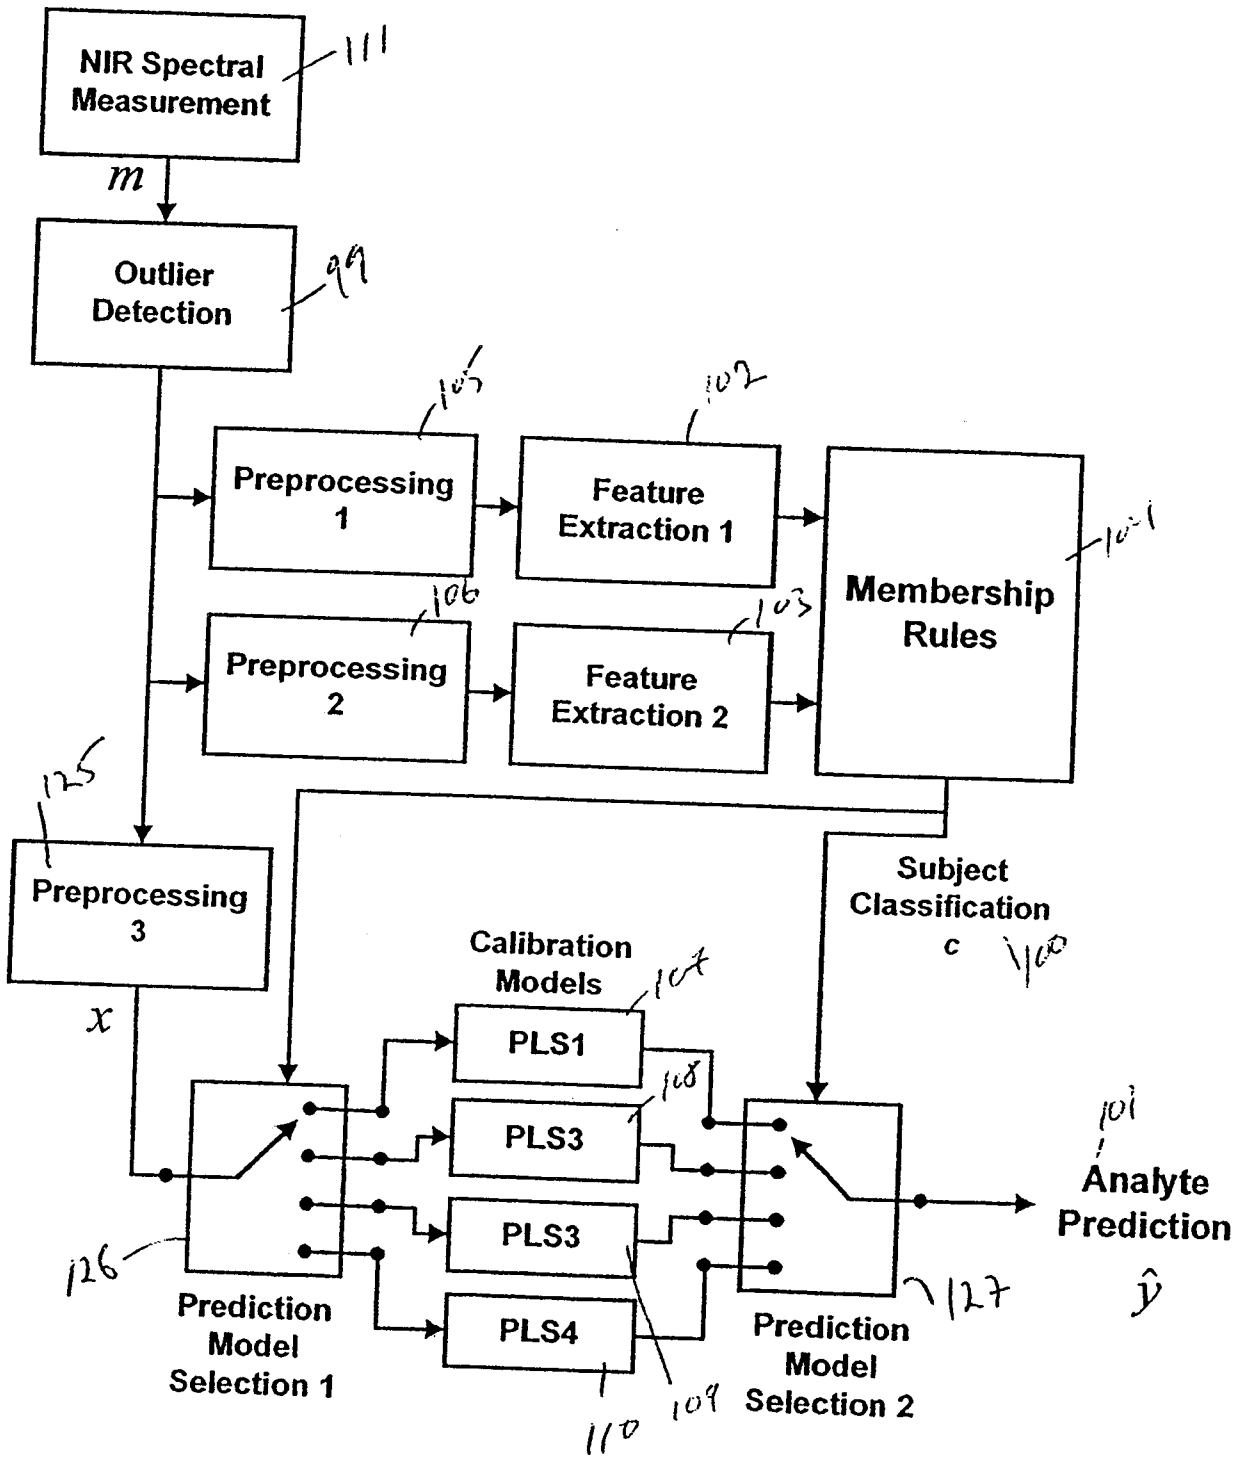 NIR Spectral
Measurement
111
m
Outlier
Detection
99
Preprocessing
1
105
Feature
Extraction 1
102
Membership
Rules
Preprocessing
2
106
Feature
Extraction 2
103
Preprocessing
3
125
x
Subject
Classification
c
100
Calibration
Models
PLS1
107
PLS3
108
PLS3
109
PLS4
110
Prediction
Model
Selection 1
126
Prediction
Model
Selection 2
127
101
Analyte
Prediction
ŷ